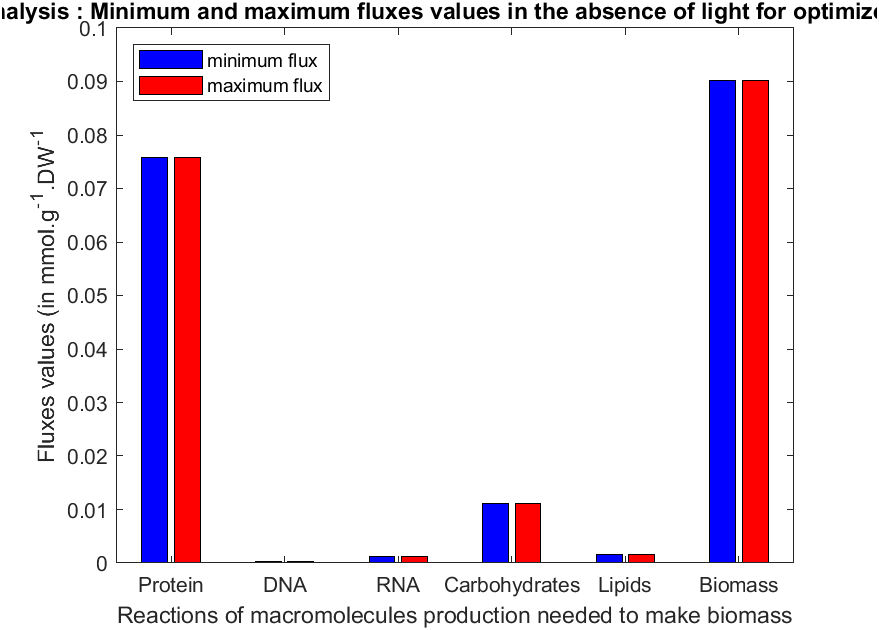 : Minimum and maximum fluxes values in the absence of light for
0.1
minimum flux
maximum flux
0.09
0.08
0.07
0.06
0.05
0.04
0.03
0.02
0.01
0
Fluxes values (in mmol.g⁻¹.DW⁻¹
Protein DNA RNA Carbohydrates Lipids Biomass
Reactions of macromolecules production needed to make biomass